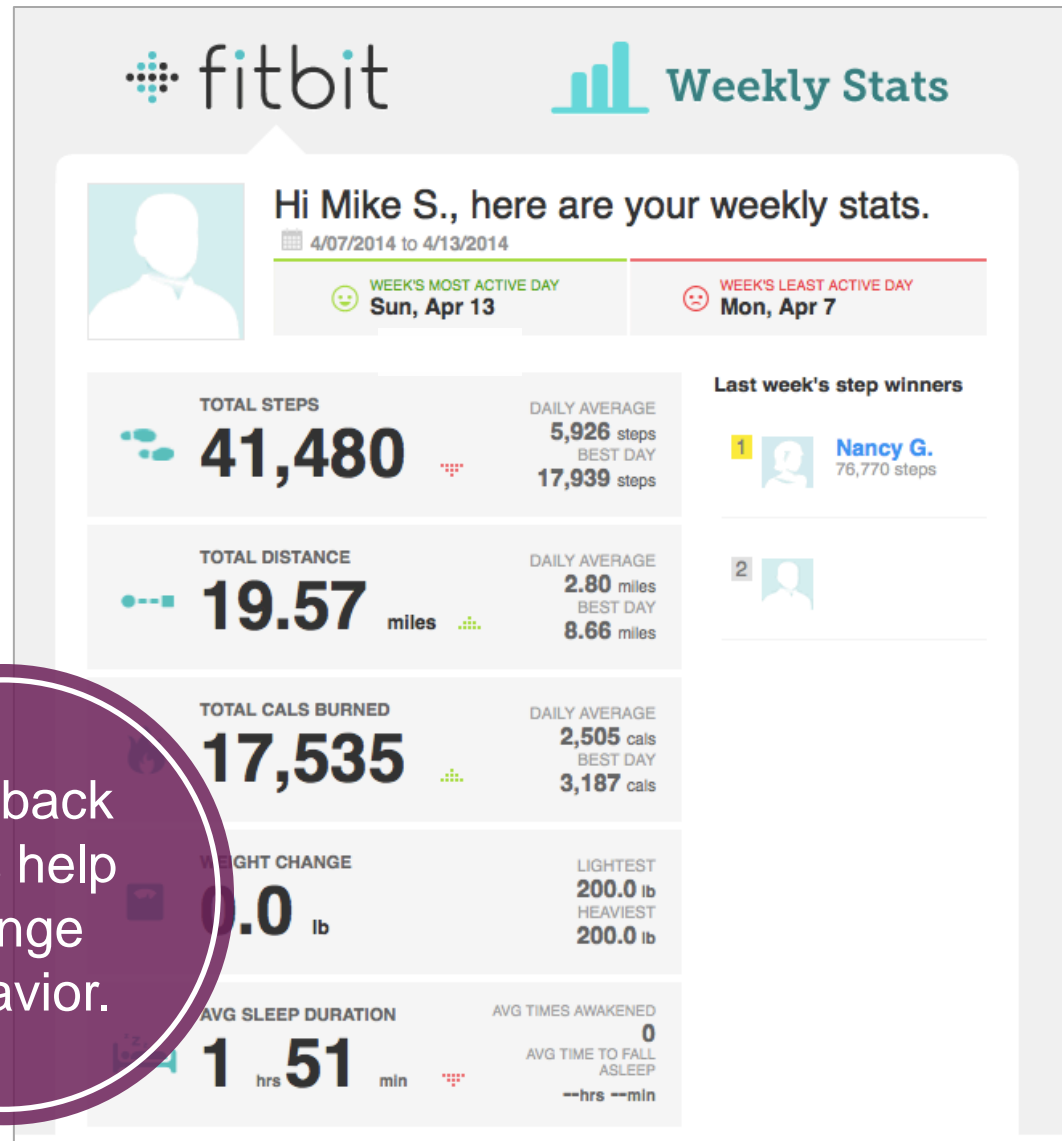 fitbit
Weekly Stats
Hi Mike S., here are your weekly stats.
4/07/2014 to 4/13/2014
WEEK'S MOST ACTIVE DAY
Sun, Apr 13
WEEK'S LEAST ACTIVE DAY
Mon, Apr 7
TOTAL STEPS
41,480
DAILY AVERAGE
5,926 steps
BEST DAY
17,939 steps
TOTAL DISTANCE
19.57 miles
DAILY AVERAGE
2.80 miles
BEST DAY
8.66 miles
TOTAL CALS BURNED
17,535
DAILY AVERAGE
2,505 cals
BEST DAY
3,187 cals
WEIGHT CHANGE
0.0 lb
LIGHTEST
200.0 lb
HEAVIEST
200.0 lb
AVG SLEEP DURATION
1 hrs 51 min
AVG TIMES AWAKENED
0
AVG TIME TO FALL
ASLEEP
--hrs --min
Last week's step winners
1
Nancy G.
76,770 steps
2
back
help
nge
avior.